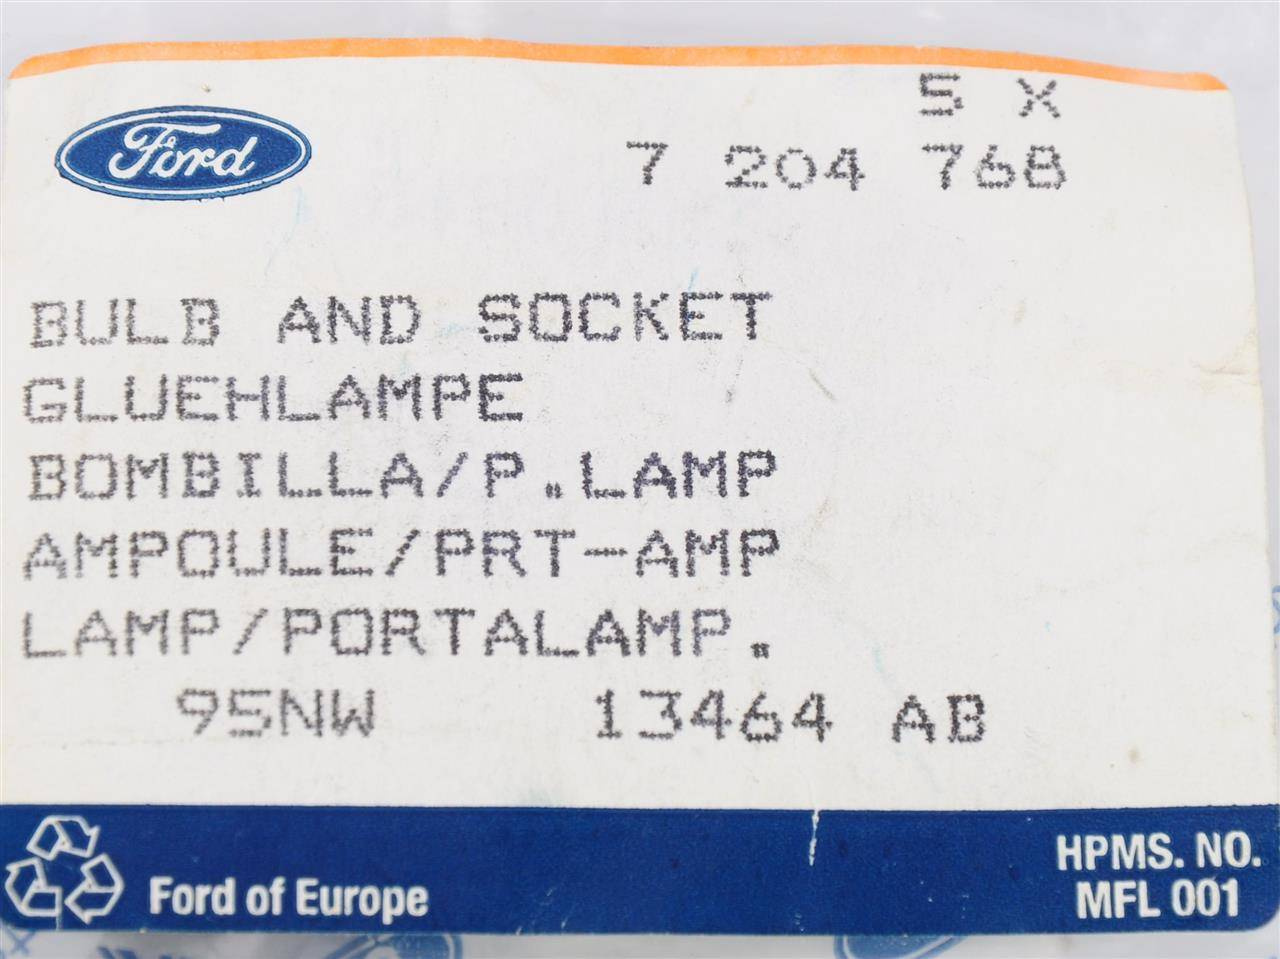 Ford
5 X
7 204 768
BULB AND SOCKET
GLUEHLAMPE
BOMBILLA/P.LAMP
AMPOULE/PRT-AMP
LAMP/PORTALAMP.
95NW 13464 AB
Ford of Europe
HPMS. NO.
MFL 001